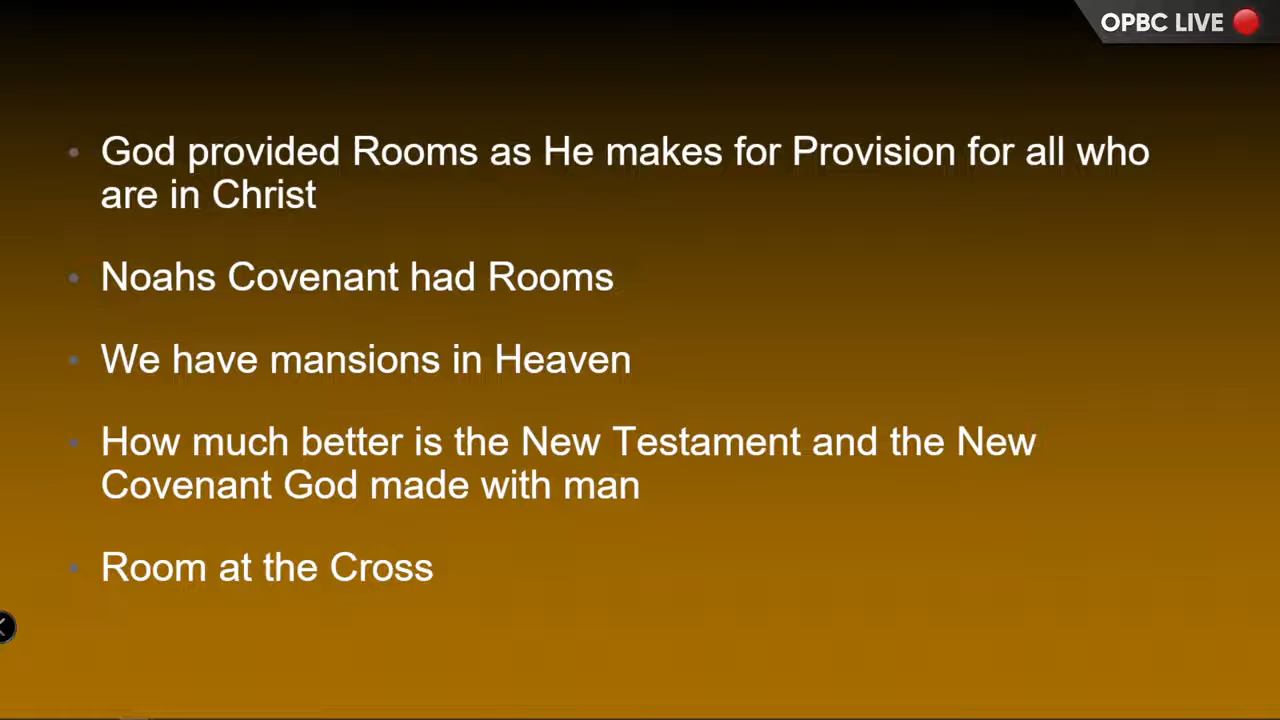 OPBC LIVE
God provided Rooms as He makes for Provision for all who
are in Christ
Noahs Covenant had Rooms
We have mansions in Heaven
How much better is the New Testament and the New
Covenant God made with man
Room at the Cross